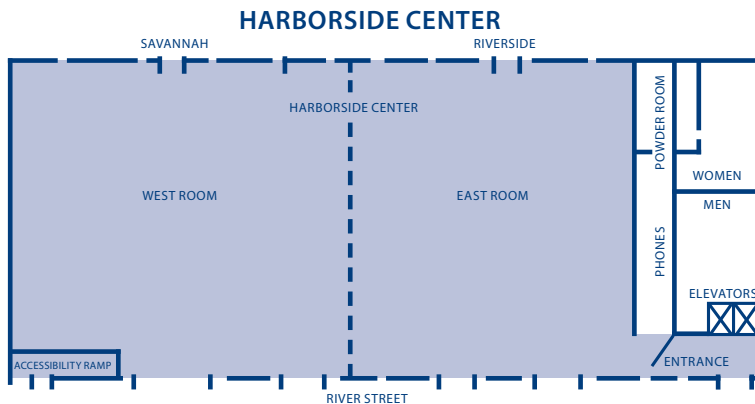 HARBORSIDE CENTER
SAVANNAH
RIVERSIDE
HARBORSIDE CENTER
POWDER ROOM
WEST ROOM
EAST ROOM
WOMEN
MEN
PHONES
ELEVATORS
ACCESSIBILITY RAMP
ENTRANCE
RIVER STREET